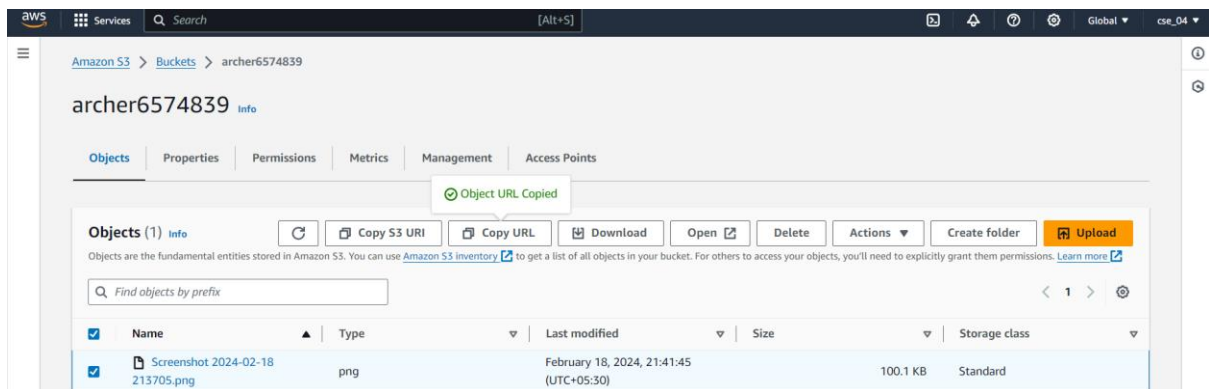 aws Services Search [Alt+S] Global ▼ cse_04 ▼
Amazon S3 > Buckets > archer6574839
archer6574839 Info
Objects Properties Permissions Metrics Management Access Points
Object URL Copied
Objects (1) Info Copy S3 URI Copy URL Download Open Delete Actions ▼ Create folder Upload
Objects are the fundamental entities stored in Amazon S3. You can use Amazon S3 inventory to get a list of all objects in your bucket. For others to access your objects, you'll need to explicitly grant them permissions. Learn more
Find objects by prefix < 1 >
Name Type Last modified Size Storage class
Screenshot 2024-02-18 February 18, 2024, 21:41:45
png 100.1 KB Standard
213705.png (UTC+05:30)